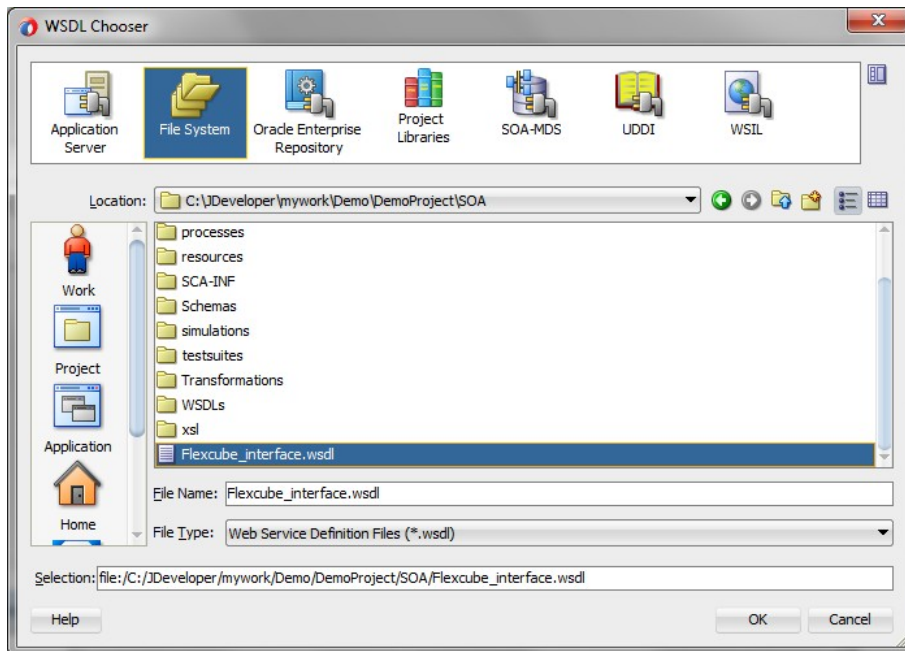 WSDL Chooser
Application Server
File System
Oracle Enterprise Repository
Project Libraries
SOA-MDS
UDDI
WSIL
Location: C:\JDeveloper\mywork\Demo\DemoProject\SOA
Work
Project
Application
Home
processes
resources
SCA-INF
Schemas
simulations
testsuites
Transformations
WSDLs
xsl
Flexcube_interface.wsdl
File Name: Flexcube_interface.wsdl
File Type: Web Service Definition Files (*.wsdl)
Selection: file:/C:/JDeveloper/mywork/Demo/DemoProject/SOA/Flexcube_interface.wsdl
Help
OK
Cancel